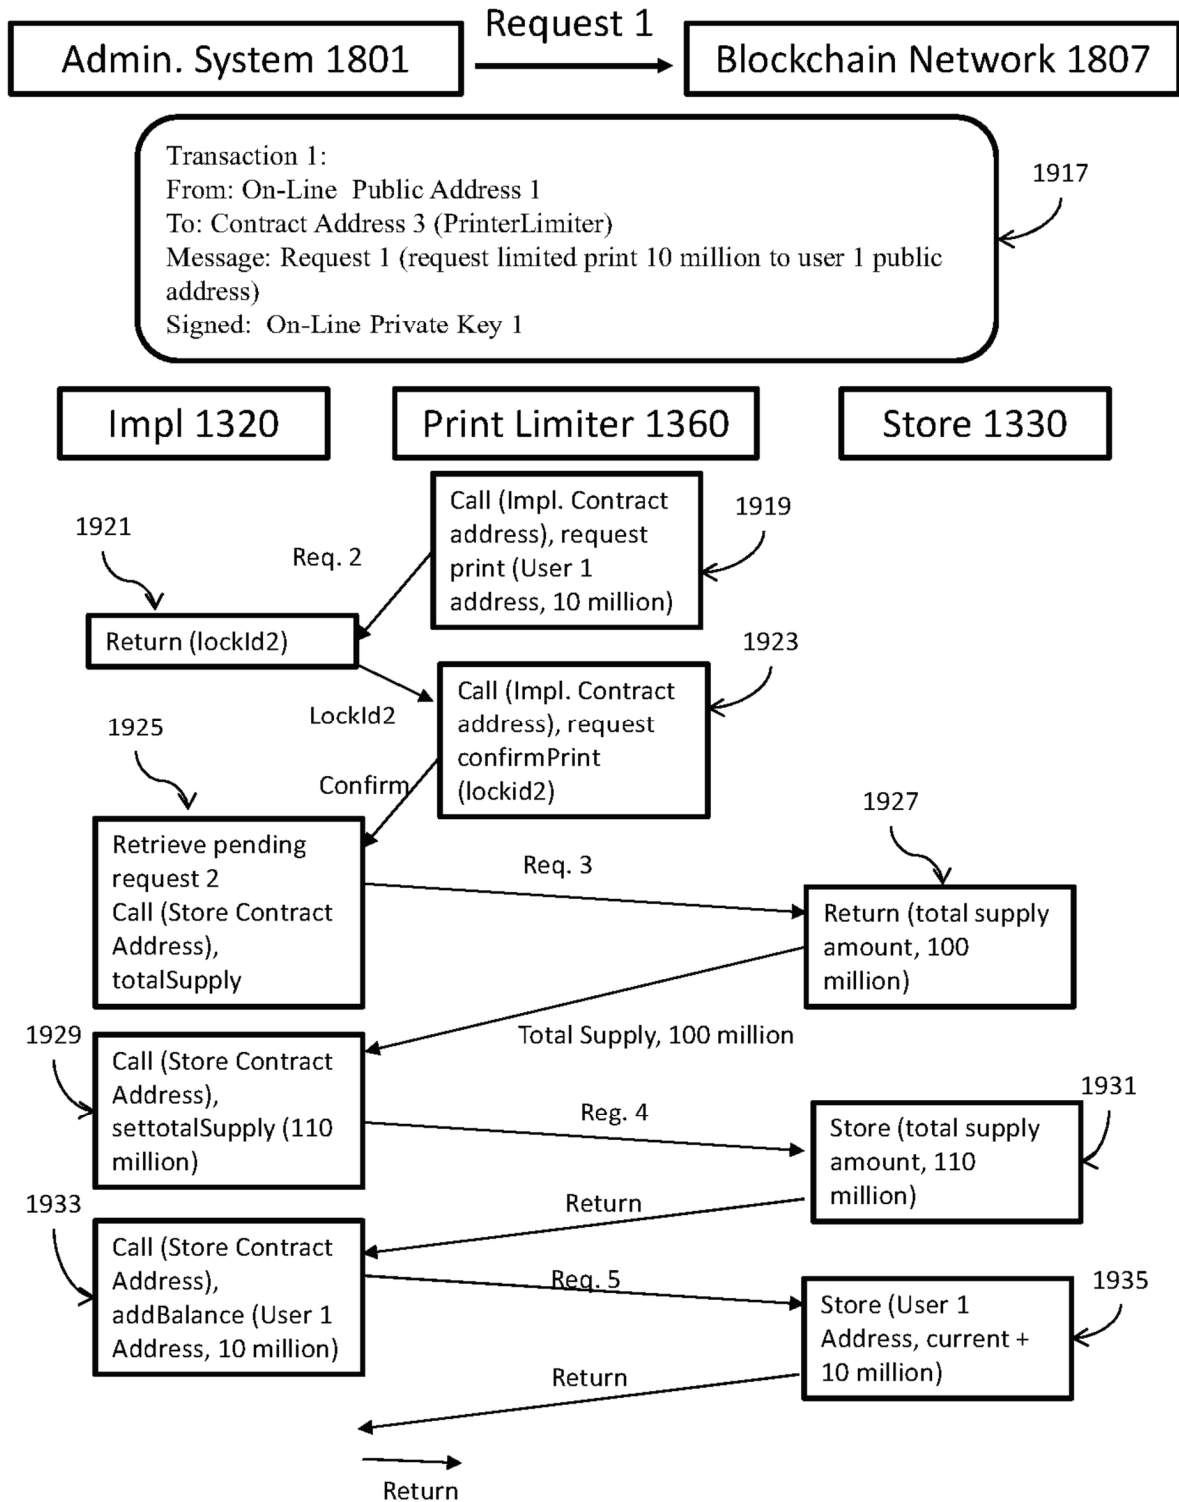 Request 1
Admin. System 1801
Blockchain Network 1807
Transaction 1:
From: On-Line  Public Address 1
To: Contract Address 3 (PrinterLimiter)
Message: Request 1 (request limited print 10 million to user 1 public
address)
Signed:  On-Line Private Key 1
1917
Impl 1320
Print Limiter 1360
Store 1330
Call (Impl. Contract
address), request
print (User 1
address, 10 million)
1919
1921
Req. 2
Return (lockId2)
1923
Call (Impl. Contract
address), request
confirmPrint
(lockid2)
LockId2
1925
Confirm
1927
Retrieve pending
request 2
Call (Store Contract
Address),
totalSupply
Req. 3
Return (total supply
amount, 100
million)
1929
Total Supply, 100 million
Call (Store Contract
Address),
settotalSupply (110
million)
Reg. 4
1931
Store (total supply
amount, 110
million)
1933
Return
Call (Store Contract
Address),
addBalance (User 1
Address, 10 million)
Req. 5
1935
Store (User 1
Address, current +
10 million)
Return
Return